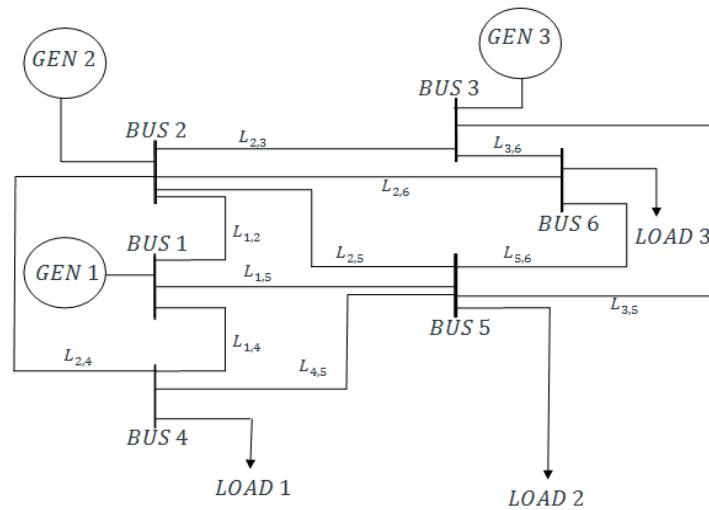 GEN 2
GEN 3
BUS 3
BUS 2
L2,3
L3,6
L2,6
BUS 6
LOAD 3
L1,2
BUS 1
GEN 1
L2,5
L5,6
L1,5
L3,5
BUS 5
L1,4
L2,4
L4,5
BUS 4
LOAD 1
LOAD 2